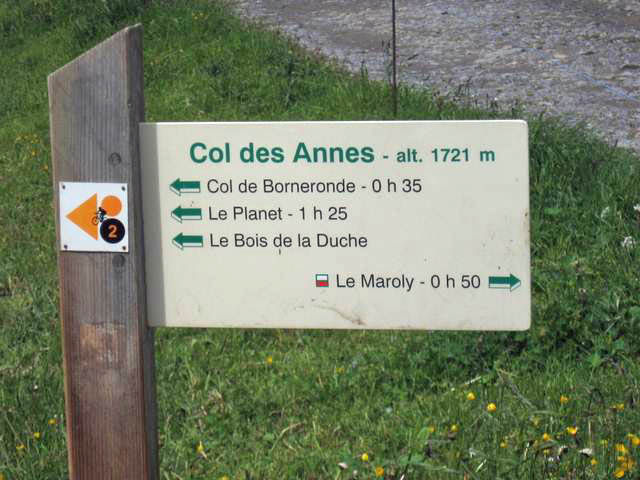 Col des Annes - alt. 1721 m
Col de Borneronde - 0 h 35
Le Planet - 1 h 25
Le Bois de la Duche
Le Maroly - 0 h 50
2